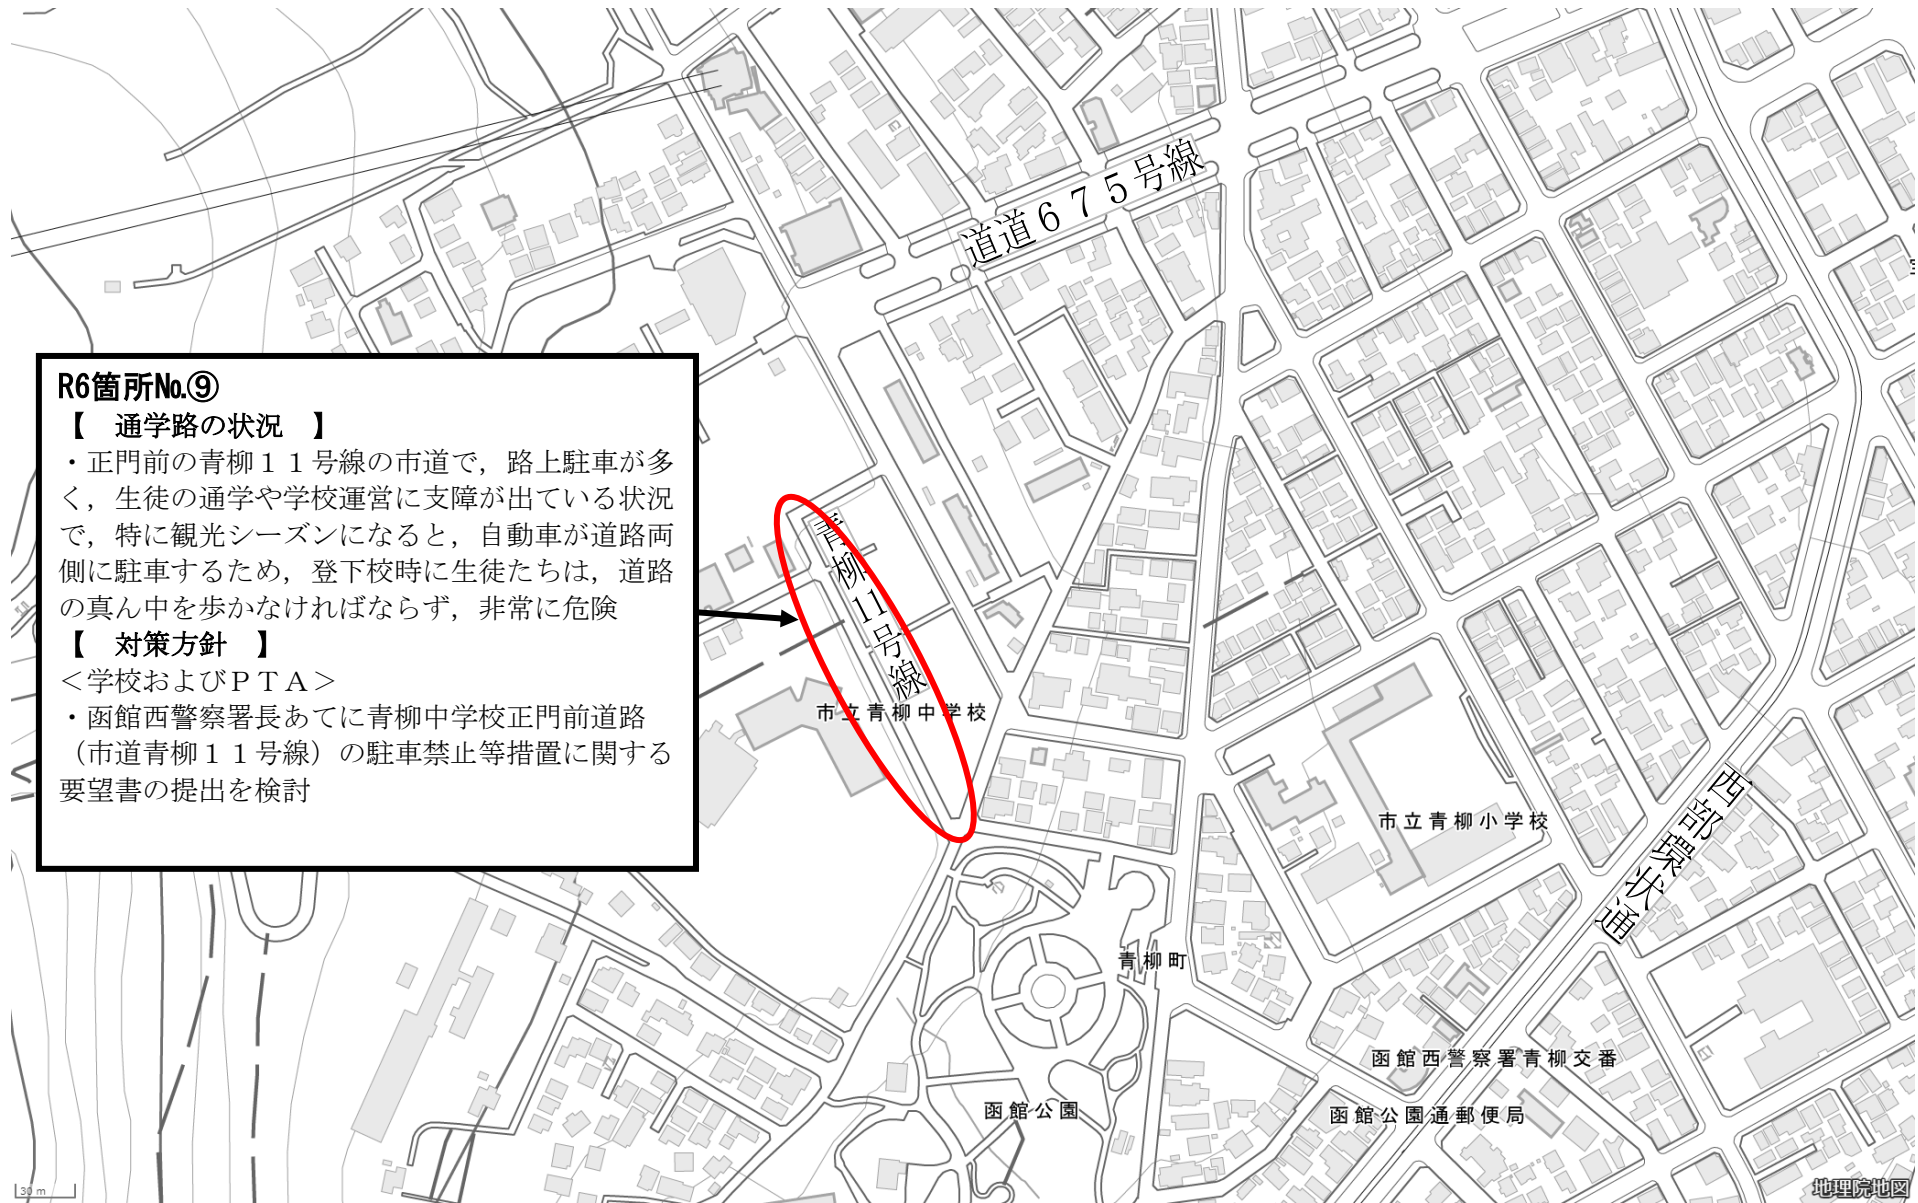 道道６７５号線
R6箇所No.⑨
【　通学路の状況　】
・正門前の青柳１１号線の市道で，路上駐車が多
く，生徒の通学や学校運営に支障が出ている状況
で，特に観光シーズンになると，自動車が道路両
側に駐車するため，登下校時に生徒たちは，道路
の真ん中を歩かなければならず，非常に危険
【　対策方針　】
＜学校およびＰＴＡ＞
・函館西警察署長あてに青柳中学校正門前道路
（市道青柳１１号線）の駐車禁止等措置に関する
要望書の提出を検討
青柳11号線
市立青柳中学校
市立青柳小学校
西部環状通
青柳町
函館西警察署青柳交番
函館公園
函館公園通郵便局
30 m
地理院地図